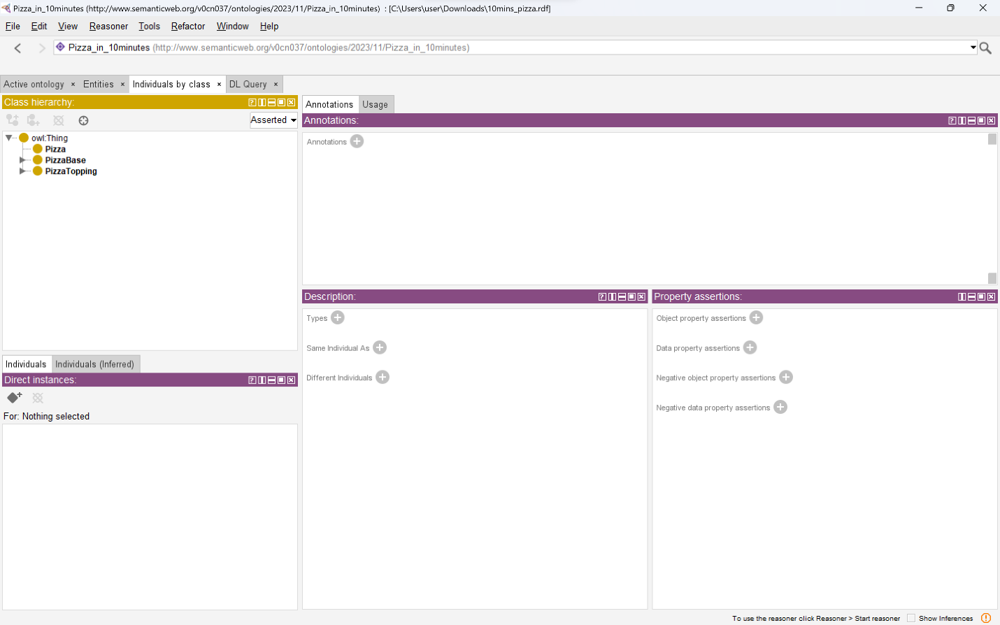 Pizza_in_10minutes (http://www.semanticweb.org/v0cn037/ontologies/2023/11/Pizza_in_10minutes) : [C:\Users\user\Downloads\10mins_pizza.rdf]
File Edit View Reasoner Tools Refactor Window Help
Pizza_in_10minutes (http://www.semanticweb.org/v0cn037/ontologies/2023/11/Pizza_in_10minutes)
Active ontology × Entities × Individuals by class × DL Query ×
Class hierarchy:
Asserted
owl:Thing
Pizza
PizzaBase
PizzaTopping
Individuals Individuals (Inferred)
Direct instances:
For: Nothing selected
Annotations Usage
Annotations:
Annotations
Description:
Types
Same Individual As
Different Individuals
Property assertions:
Object property assertions
Data property assertions
Negative object property assertions
Negative data property assertions
To use the reasoner click Reasoner > Start reasoner Show Inferences